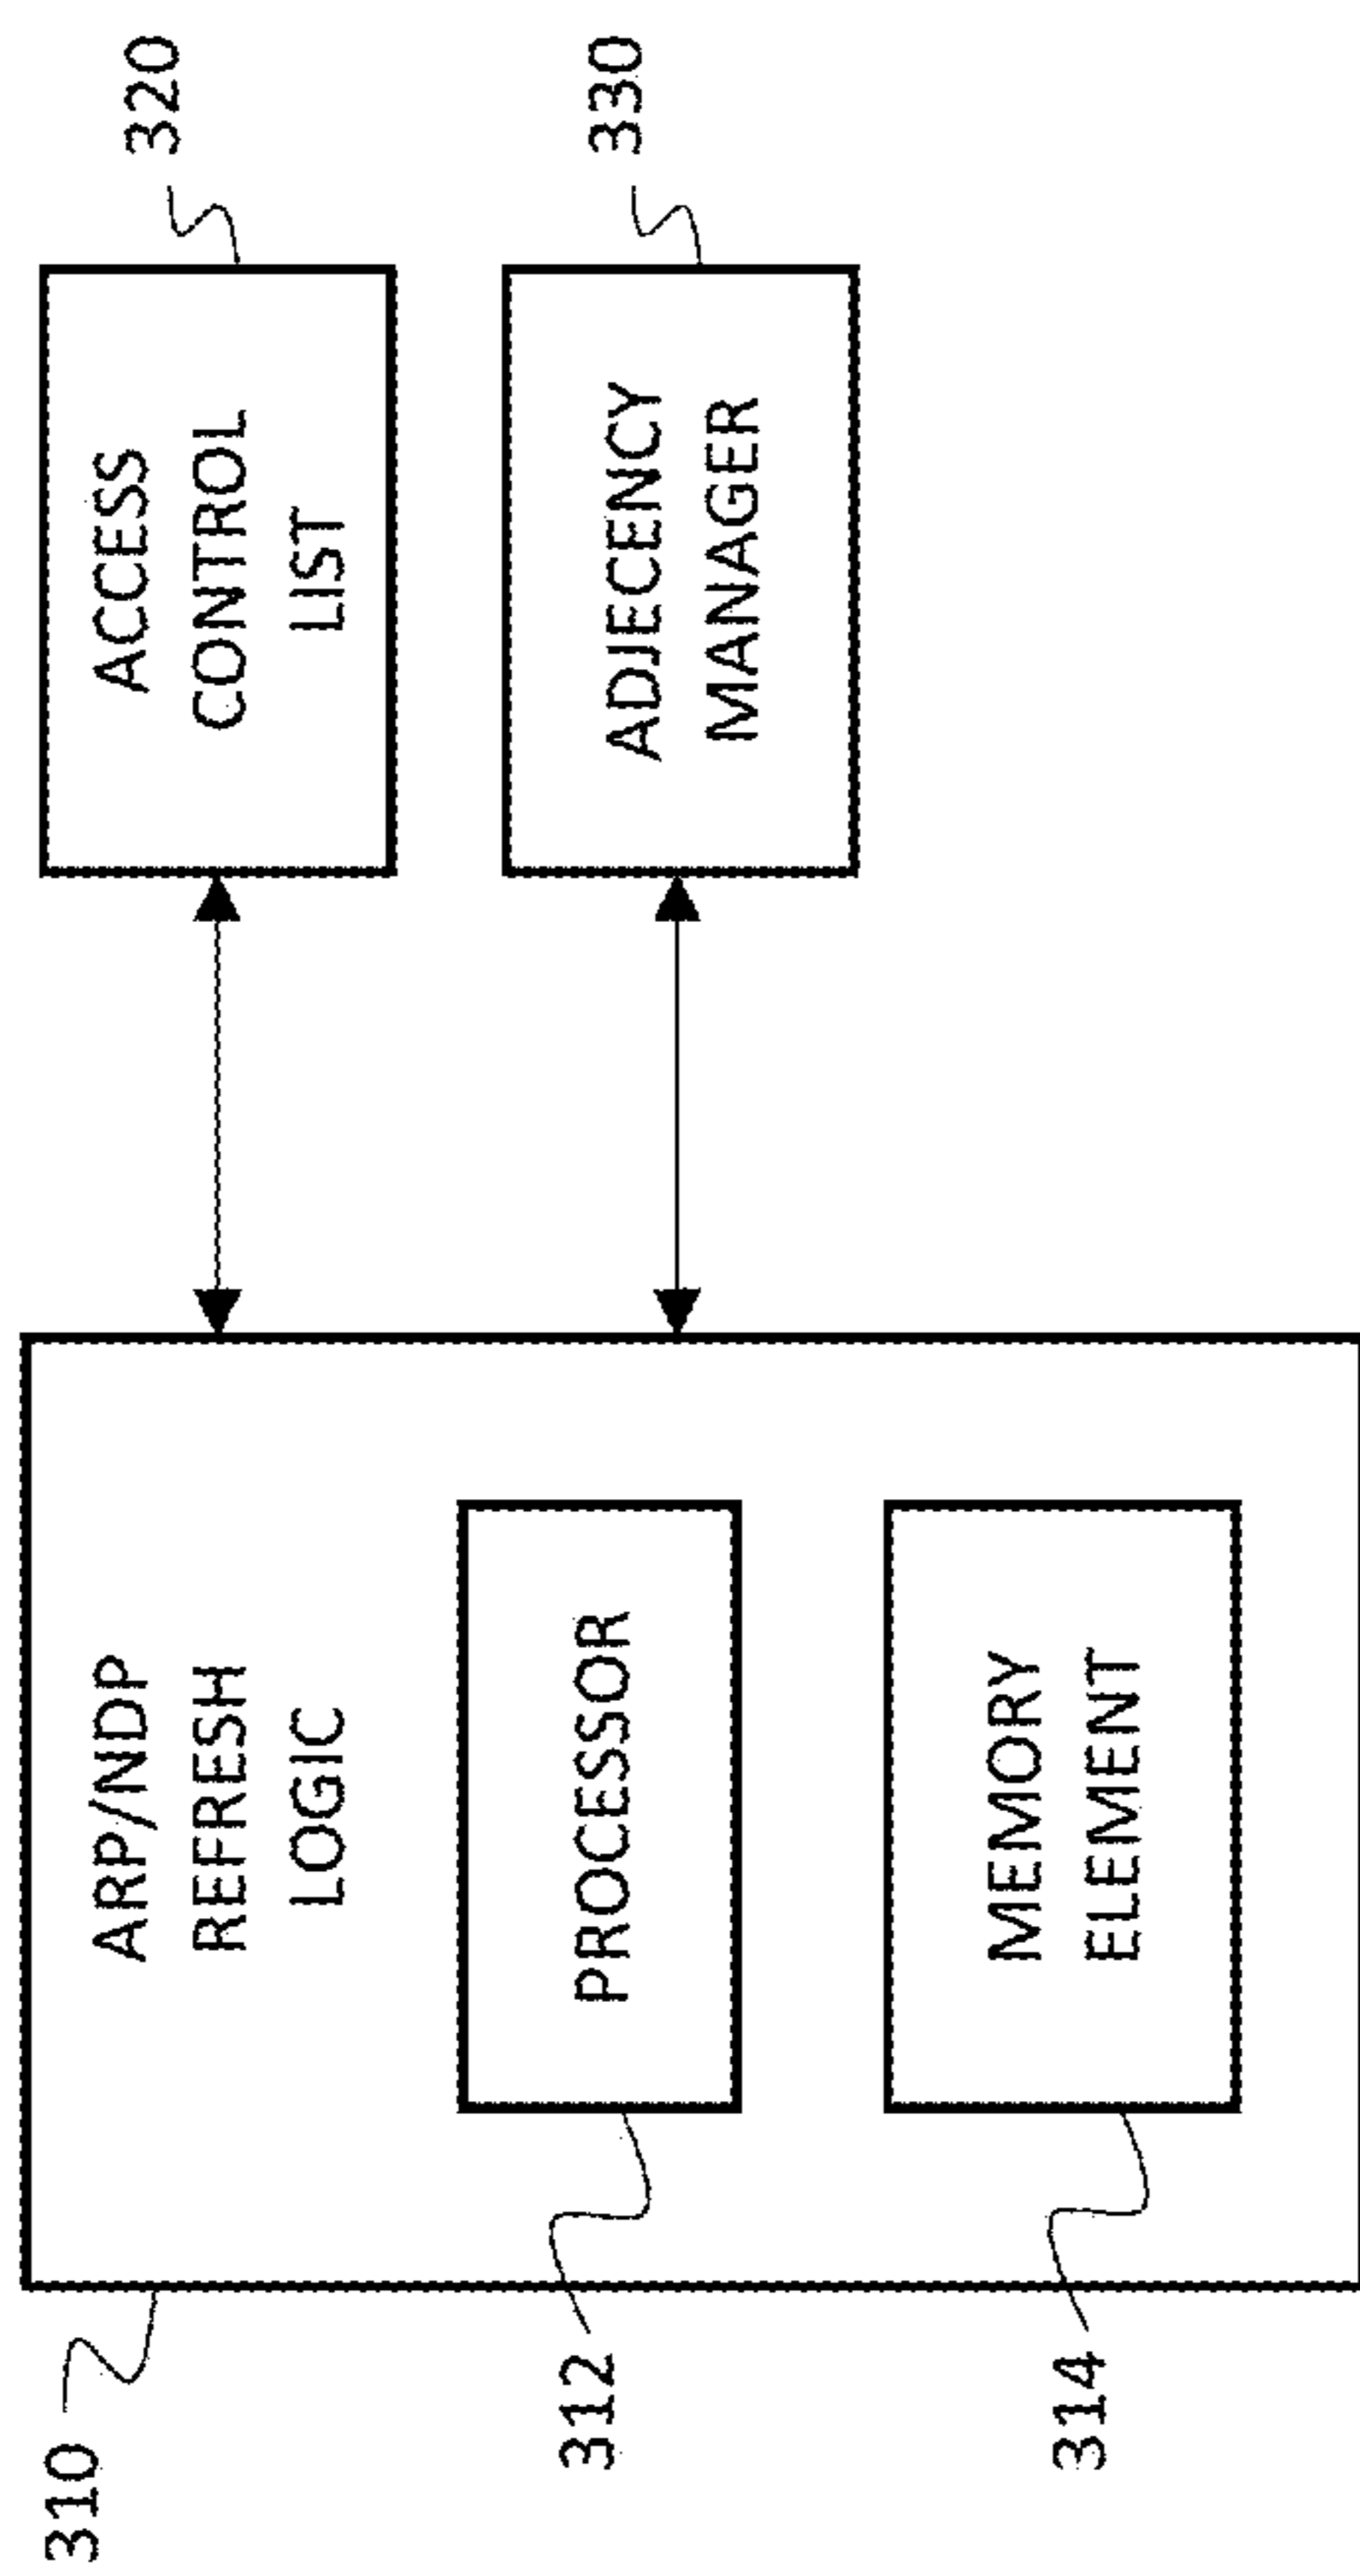 310
ARP/NDP
REFRESH
LOGIC
312
PROCESSOR
314
MEMORY
ELEMENT
ACCESS
CONTROL
LIST
320
ADJECENCY
MANAGER
330